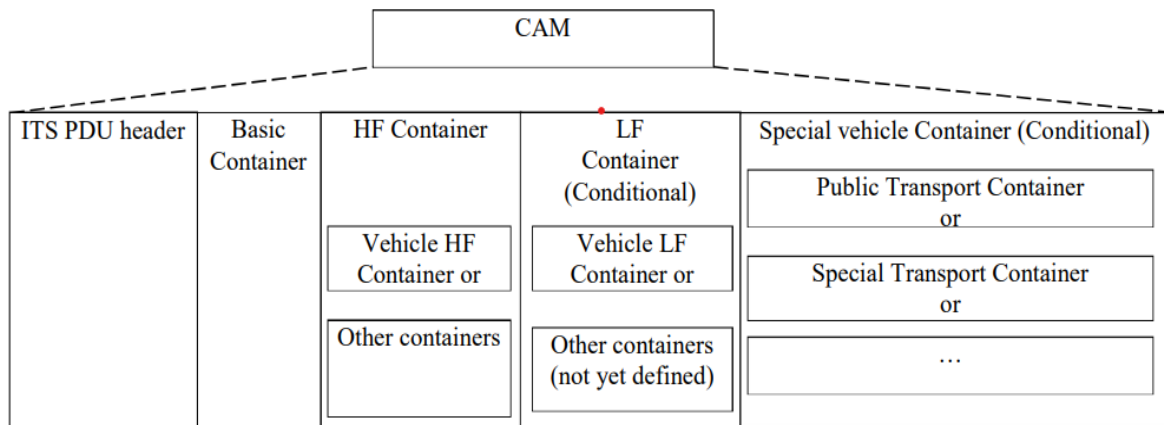 CAM
ITS PDU header
Basic
Container
HF Container
Vehicle HF
Container or
Other containers
LF
Container
(Conditional)
Vehicle LF
Container or
Other containers
(not yet defined)
Special vehicle Container (Conditional)
Public Transport Container
or
Special Transport Container
or
…